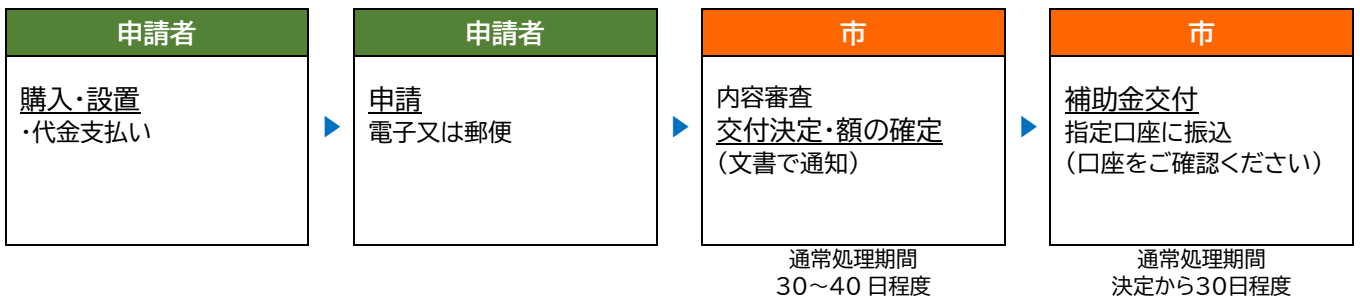 申請者
購入・設置
・代金支払い
申請者
申請
電子又は郵便
市
内容審査
交付決定・額の確定
（文書で通知）
通常処理期間
30～40 日程度
市
補助金交付
指定口座に振込
（口座をご確認ください）
通常処理期間
決定から30日程度